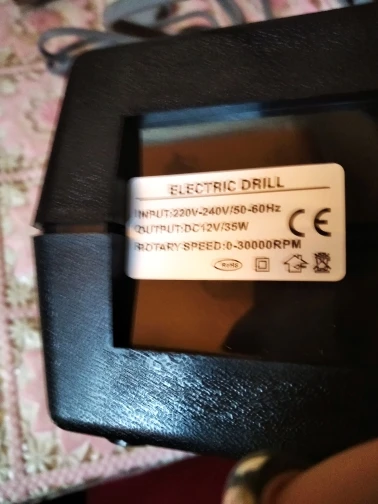 ELECTRIC DRILL
INPUT:220V-240V/50-60Hz
OUTPUT:DC12V/35W
ROTARY SPEED:0-30000RPM
CE
RoHS